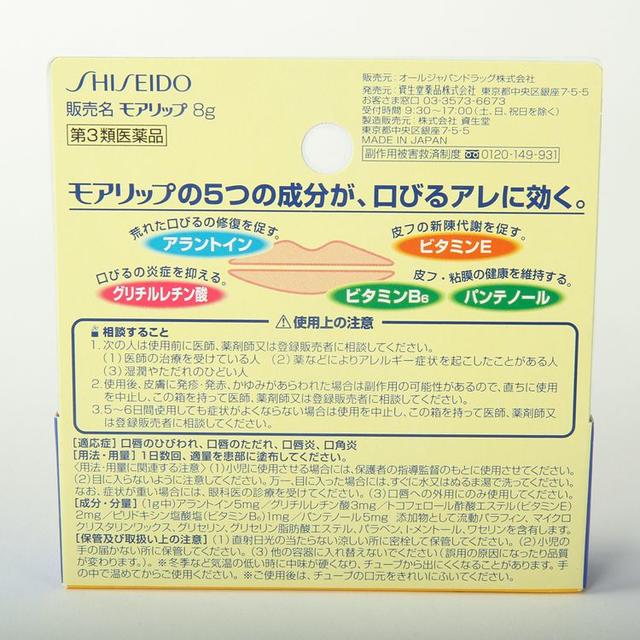 SHISEIDO
販売名 モアリップ 8g
第3類医薬品
販売元:オールジャパンドラッグ株式会社
発売元:資生堂薬品株式会社 東京都中央区銀座7-5-5
お客さま窓口 03-3573-6673
受付時間 9:30~17:00(土、日、祝日を除く)
製造販売元:株式会社 資生堂
東京都中央区銀座7-5-5
MADE IN JAPAN
副作用被害救済制度 0120-149-931
モアリップの5つの成分が、口びるアレに効く。
荒れた口びるの修復を促す。
アラントイン
皮フの新陳代謝を促す。
ビタミンE
口びるの炎症を抑える。
グリチルレチン酸
皮フ・粘膜の健康を維持する。
ビタミンB6
パンテノール
使用上の注意
相談すること
1.次の人は使用前に医師、薬剤師又は登録販売者に相談してください。
(1)医師の治療を受けている人 (2)薬などによりアレルギー症状を起こしたことがある人
(3)湿潤やただれのひどい人
2.使用後、皮膚に発疹・発赤、かゆみがあらわれた場合は副作用の可能性があるので、直ちに使用
を中止し、この箱を持って医師、薬剤師又は登録販売者に相談してください。
3.5~6日間使用しても症状がよくならない場合は使用を中止し、この箱を持って医師、薬剤師又
は登録販売者に相談してください。
[適応症]口唇のひびわれ、口唇のただれ、口唇炎、口角炎
[用法・用量]1日数回、適量を患部に塗布してください。
〈用法・用量に関連する注意〉(1)小児に使用させる場合には、保護者の指導監督のもとに使用させてください。
(2)目に入らないように注意してください。万一、目に入った場合には、すぐに水又はぬるま湯で洗ってください。
なお、症状が重い場合には、眼科医の診療を受けてください。(3)口唇への外用にのみ使用してください。
[成分・分量](1g中)アラントイン5mg/グリチルレチン酸3mg/トコフェロール酢酸エステル(ビタミンE)
2mg/ピリドキシン塩酸塩(ビタミンB6)1mg/パンテノール5mg 添加物として流動パラフィン、マイクロ
クリスタリンワックス、グリセリン、グリセリン脂肪酸エステル、パラベン、l-メントール、ワセリンを含有します。
[保管及び取扱い上の注意](1)直射日光の当たらない涼しい所に密栓して保管してください。(2)小児の
手の届かない所に保管してください。(3)他の容器に入れ替えないでください(誤用の原因になったり品質
が変わります。)。※冬季など気温の低い時に中味が硬くなり、チューブから出にくくなることがあります。手
の中で温めてからご使用ください。※ご使用後は、チューブの口元をきれいにふいてください。